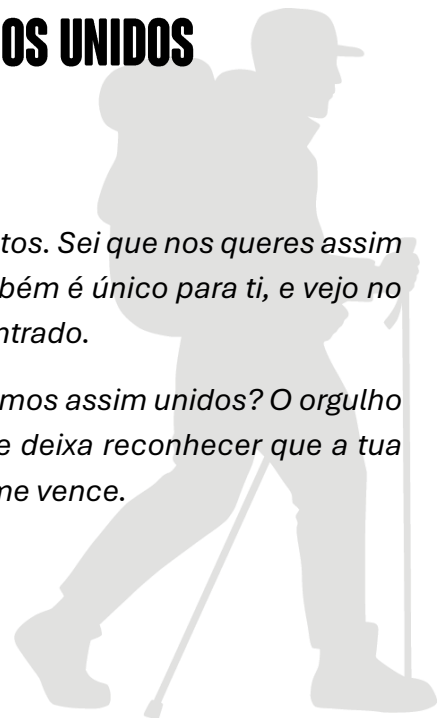 OS UNIDOS
tos. Sei que nos queres assim
bém é único para ti, e vejo no
ntrado.
mos assim unidos? O orgulho
e deixa reconhecer que a tua
me vence.